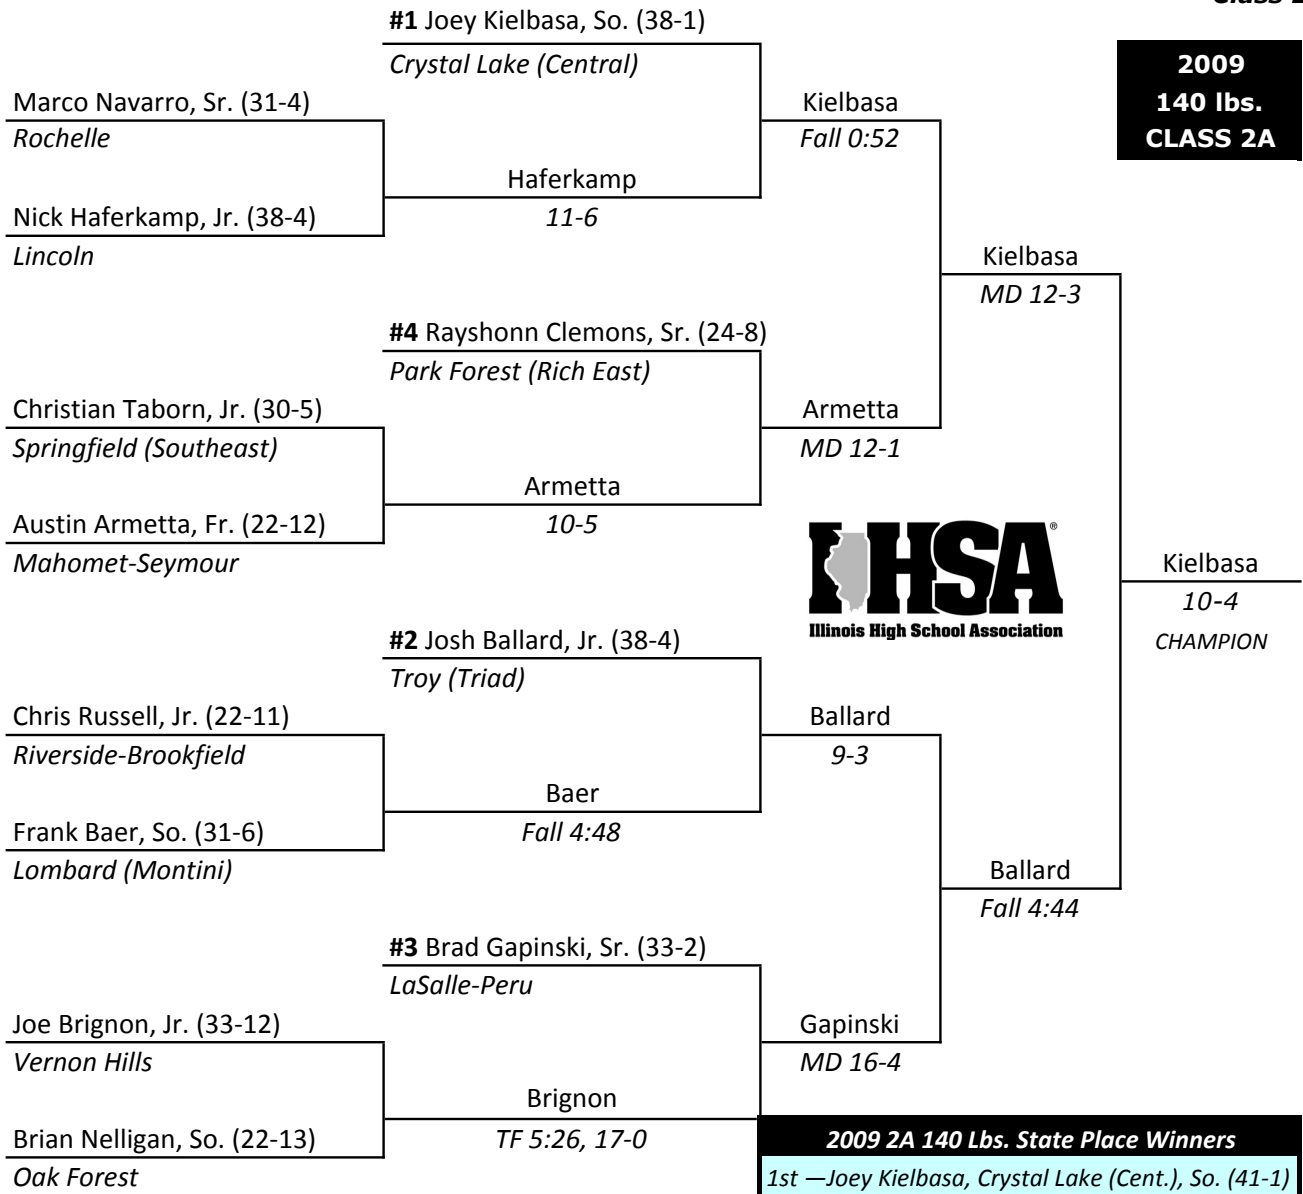 #1 Joey Kielbasa, So. (38-1)
Crystal Lake (Central)
2009
140 lbs.
CLASS 2A
Marco Navarro, Sr. (31-4)
Rochelle
Kielbasa
Fall 0:52
Haferkamp
11-6
Nick Haferkamp, Jr. (38-4)
Lincoln
Kielbasa
MD 12-3
#4 Rayshonn Clemons, Sr. (24-8)
Park Forest (Rich East)
Christian Taborn, Jr. (30-5)
Springfield (Southeast)
Armetta
MD 12-1
Armetta
10-5
Austin Armetta, Fr. (22-12)
Mahomet-Seymour
IHSA®
Illinois High School Association
Kielbasa
10-4
CHAMPION
#2 Josh Ballard, Jr. (38-4)
Troy (Triad)
Chris Russell, Jr. (22-11)
Riverside-Brookfield
Ballard
9-3
Baer
Fall 4:48
Frank Baer, So. (31-6)
Lombard (Montini)
Ballard
Fall 4:44
#3 Brad Gapinski, Sr. (33-2)
LaSalle-Peru
Joe Brignon, Jr. (33-12)
Vernon Hills
Gapinski
MD 16-4
Brignon
TF 5:26, 17-0
Brian Nelligan, So. (22-13)
Oak Forest
2009 2A 140 Lbs. State Place Winners
1st —Joey Kielbasa, Crystal Lake (Cent.), So. (41-1)